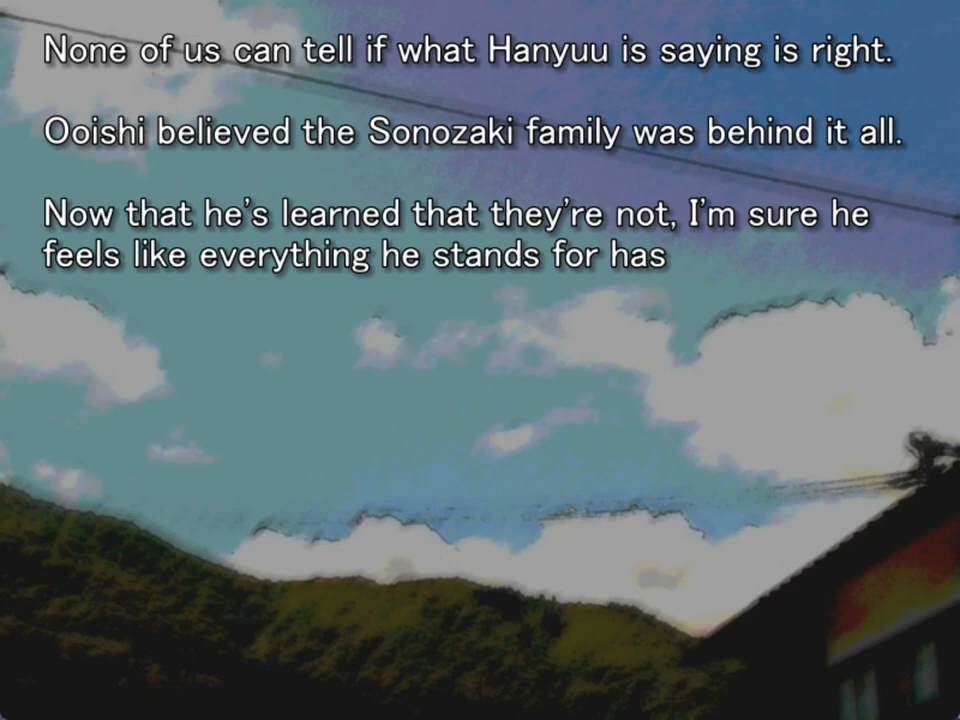 None of us can tell if what Hanyuu is saying is right.
Ooishi believed the Sonozaki family was behind it all.
Now that he's learned that they're not, I'm sure he
feels like everything he stands for has